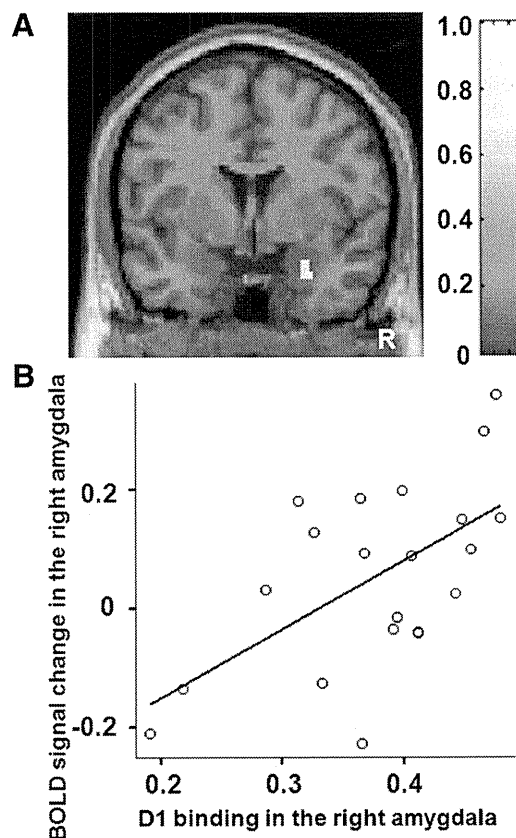 A
1.0
0.8
0.6
0.4
0.2
0
L
R
B
BOLD signal change in the right amygdala
0.2
0
-0.2
0.2 0.3 0.4
D1 binding in the right amygdala